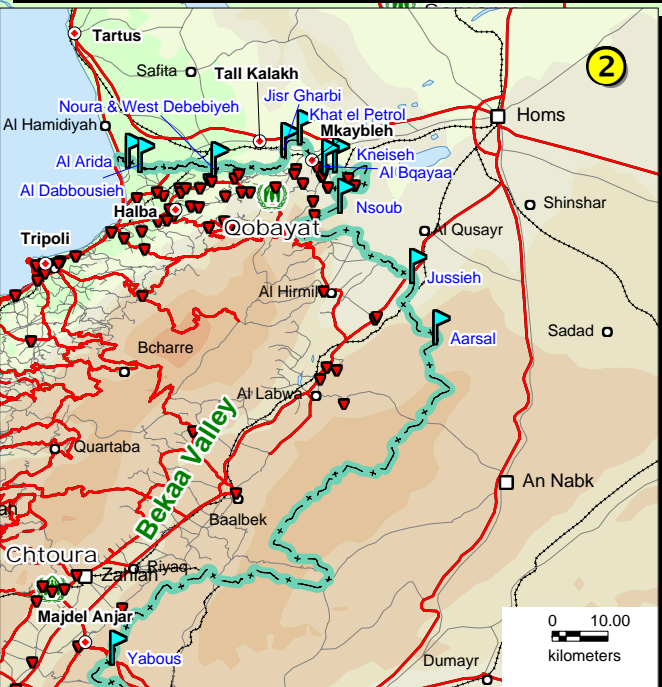 Tartus
2
Safita
Tall Kalakh
Jisr Gharbi
Noura & West Debebiyeh
Khat el Petrol
Homs
Al Hamidiyah
Mkaybleh
Kneiseh
Al Arida
Al Bqayaa
Al Dabbousieh
Nsoub
Halba
Shinshar
Qobayat
Al Qusayr
Tripoli
Jussieh
Al Hirmil
Aarsal
Sadad
Bcharre
Al Labwa
Bekaa Valley
Quartaba
An Nabk
Baalbek
Chtoura
Riyaq
Zahlah
Majdel Anjar
0 10.00
kilometers
Yabous
Dumayr